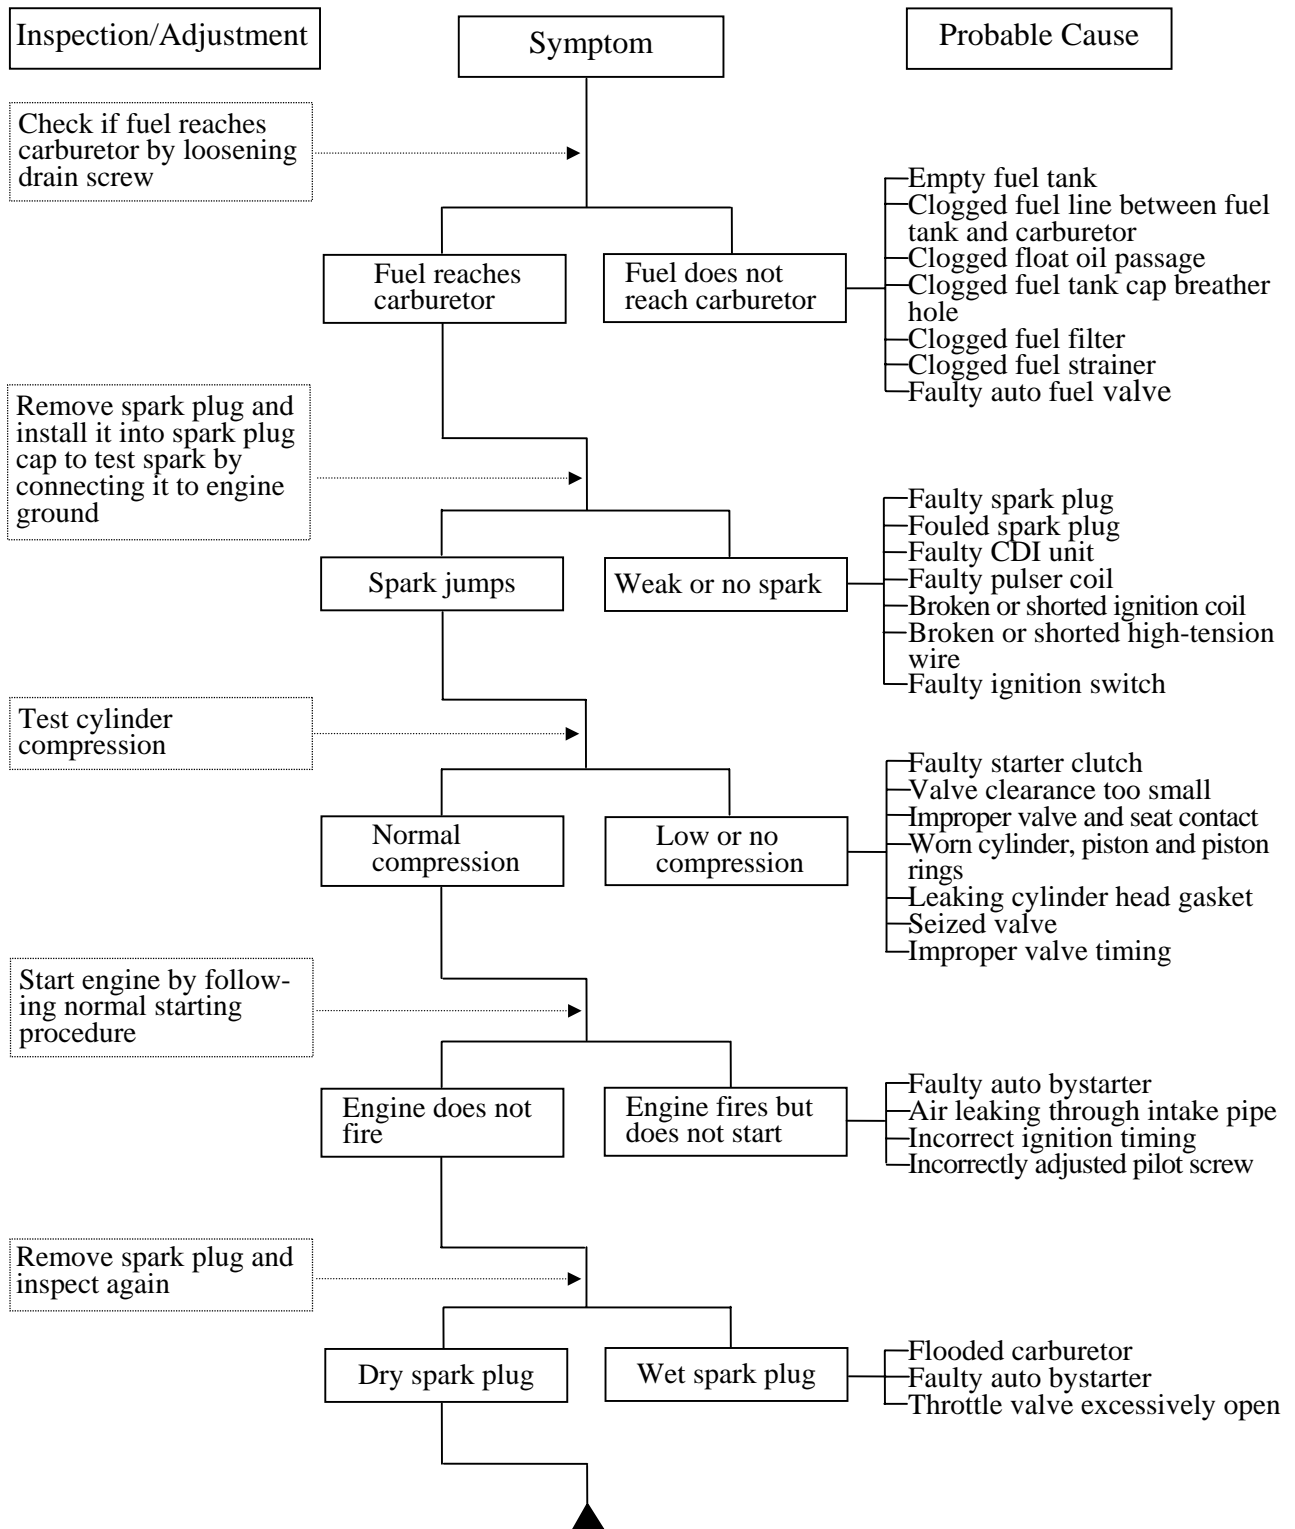 Inspection/Adjustment
Symptom
Probable Cause
Check if fuel reaches
carburetor by loosening
drain screw
Fuel reaches
carburetor
Fuel does not
reach carburetor
Empty fuel tank
Clogged fuel line between fuel
tank and carburetor
Clogged float oil passage
Clogged fuel tank cap breather
hole
Clogged fuel filter
Clogged fuel strainer
Faulty auto fuel valve
Remove spark plug and
install it into spark plug
cap to test spark by
connecting it to engine
ground
Spark jumps
Weak or no spark
Faulty spark plug
Fouled spark plug
Faulty CDI unit
Faulty pulser coil
Broken or shorted ignition coil
Broken or shorted high-tension
wire
Faulty ignition switch
Test cylinder
compression
Normal
compression
Low or no
compression
Faulty starter clutch
Valve clearance too small
Improper valve and seat contact
Worn cylinder, piston and piston
rings
Leaking cylinder head gasket
Seized valve
Improper valve timing
Start engine by follow-
ing normal starting
procedure
Engine does not
fire
Engine fires but
does not start
Faulty auto bystarter
Air leaking through intake pipe
Incorrect ignition timing
Incorrectly adjusted pilot screw
Remove spark plug and
inspect again
Dry spark plug
Wet spark plug
Flooded carburetor
Faulty auto bystarter
Throttle valve excessively open